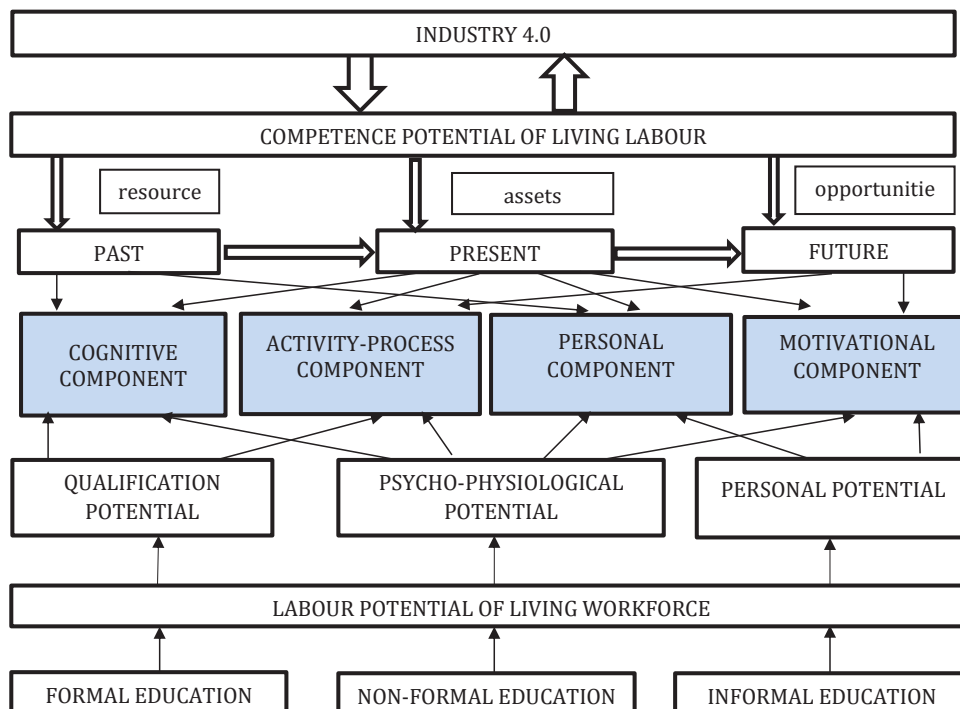 INDUSTRY 4.0
COMPETENCE POTENTIAL OF LIVING LABOUR
resource
assets
opportunitie
PAST
PRESENT
FUTURE
COGNITIVE
COMPONENT
ACTIVITY-PROCESS
COMPONENT
PERSONAL
COMPONENT
MOTIVATIONAL
COMPONENT
QUALIFICATION
POTENTIAL
PSYCHO-PHYSIOLOGICAL
POTENTIAL
PERSONAL POTENTIAL
LABOUR POTENTIAL OF LIVING WORKFORCE
FORMAL EDUCATION
NON-FORMAL EDUCATION
INFORMAL EDUCATION